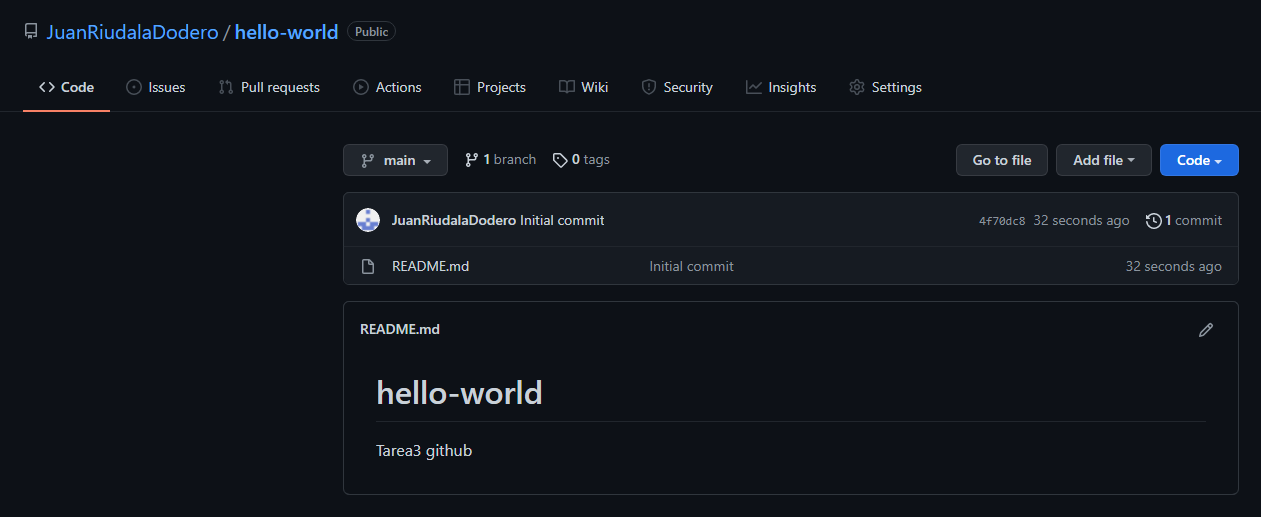 JuanRiudalaDodero / hello-world Public
Code Issues Pull requests Actions Projects Wiki Security Insights Settings
main 1 branch 0 tags Go to file Add file Code
JuanRiudalaDodero Initial commit 4f70dc8 32 seconds ago 1 commit
README.md Initial commit 32 seconds ago
README.md
hello-world
Tarea3 github